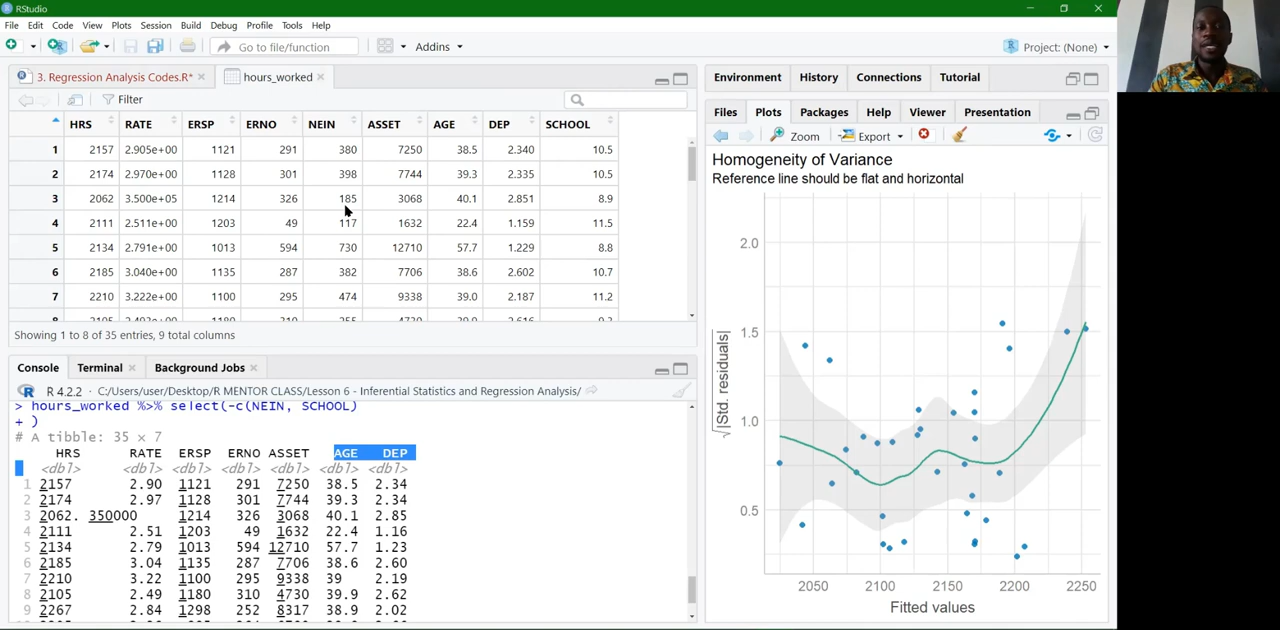 RStudio
File Edit Code View Plots Session Build Debug Profile Tools Help
Go to file/function Addins Project: (None)
3. Regression Analysis Codes.R* hours_worked
Filter
HRS RATE ERSP ERNO NEIN ASSET AGE DEP SCHOOL
1 2157 2.905e+00 1121 291 380 7250 38.5 2.340 10.5
2 2174 2.970e+00 1128 301 398 7744 39.3 2.335 10.5
3 2062 3.500e+05 1214 326 185 3068 40.1 2.851 8.9
4 2111 2.511e+00 1203 49 117 1632 22.4 1.159 11.5
5 2134 2.791e+00 1013 594 730 12710 57.7 1.229 8.8
6 2185 3.040e+00 1135 287 382 7706 38.6 2.602 10.7
7 2210 3.222e+00 1100 295 474 9338 39.0 2.187 11.2
Showing 1 to 8 of 35 entries, 9 total columns
Console Terminal Background Jobs
R 4.2.2 · C:/Users/user/Desktop/R MENTOR CLASS/Lesson 6 - Inferential Statistics and Regression Analysis/
> hours_worked %>% select(-c(NEIN, SCHOOL)
+ )
# A tibble: 35 × 7
HRS RATE ERSP ERNO ASSET AGE DEP
<dbl> <dbl> <dbl> <dbl> <dbl> <dbl> <dbl>
1 2157 2.90 1121 291 7250 38.5 2.34
2 2174 2.97 1128 301 7744 39.3 2.34
3 2062. 350000 1214 326 3068 40.1 2.85
4 2111 2.51 1203 49 1632 22.4 1.16
5 2134 2.79 1013 594 12710 57.7 1.23
6 2185 3.04 1135 287 7706 38.6 2.60
7 2210 3.22 1100 295 9338 39 2.19
8 2105 2.49 1180 310 4730 39.9 2.62
9 2267 2.84 1298 252 8317 38.9 2.02
Environment History Connections Tutorial
Files Plots Packages Help Viewer Presentation
Zoom Export
Homogeneity of Variance
Reference line should be flat and horizontal
√|Std. residuals|
2.0
1.5
1.0
0.5
2050 2100 2150 2200 2250
Fitted values